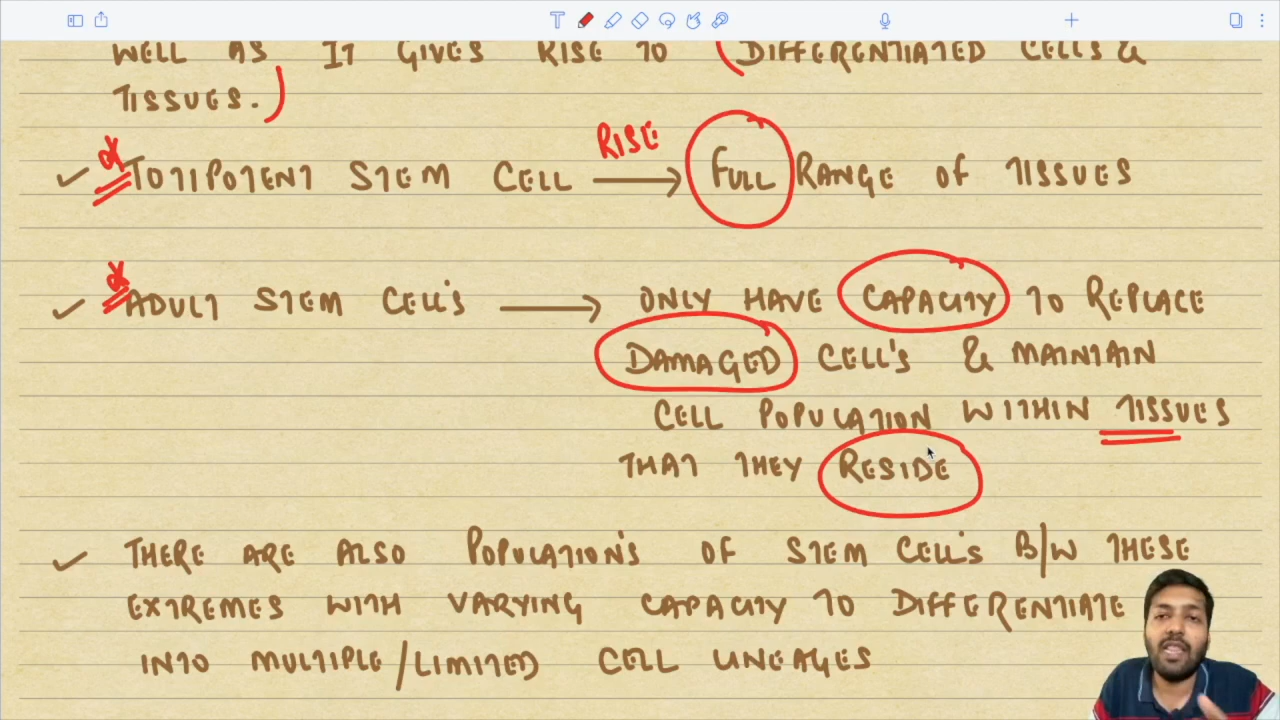 WELL AS IT GIVES RISE TO (DIFFERENTIATED CELLS &
TISSUES.)
RISE
TOTIPOTENT STEM CELL → FULL RANGE OF TISSUES
ADULT STEM CELL'S → ONLY HAVE CAPACITY TO REPLACE
DAMAGED CELL'S & MAINTAIN
CELL POPULATION WITHIN TISSUES
THAT THEY RESIDE
THERE ARE ALSO POPULATION'S OF STEM CELL'S B/W THESE
EXTREMES WITH VARYING CAPACITY TO DIFFERENTIATE
INTO MULTIPLE/LIMITED CELL LINEAGES